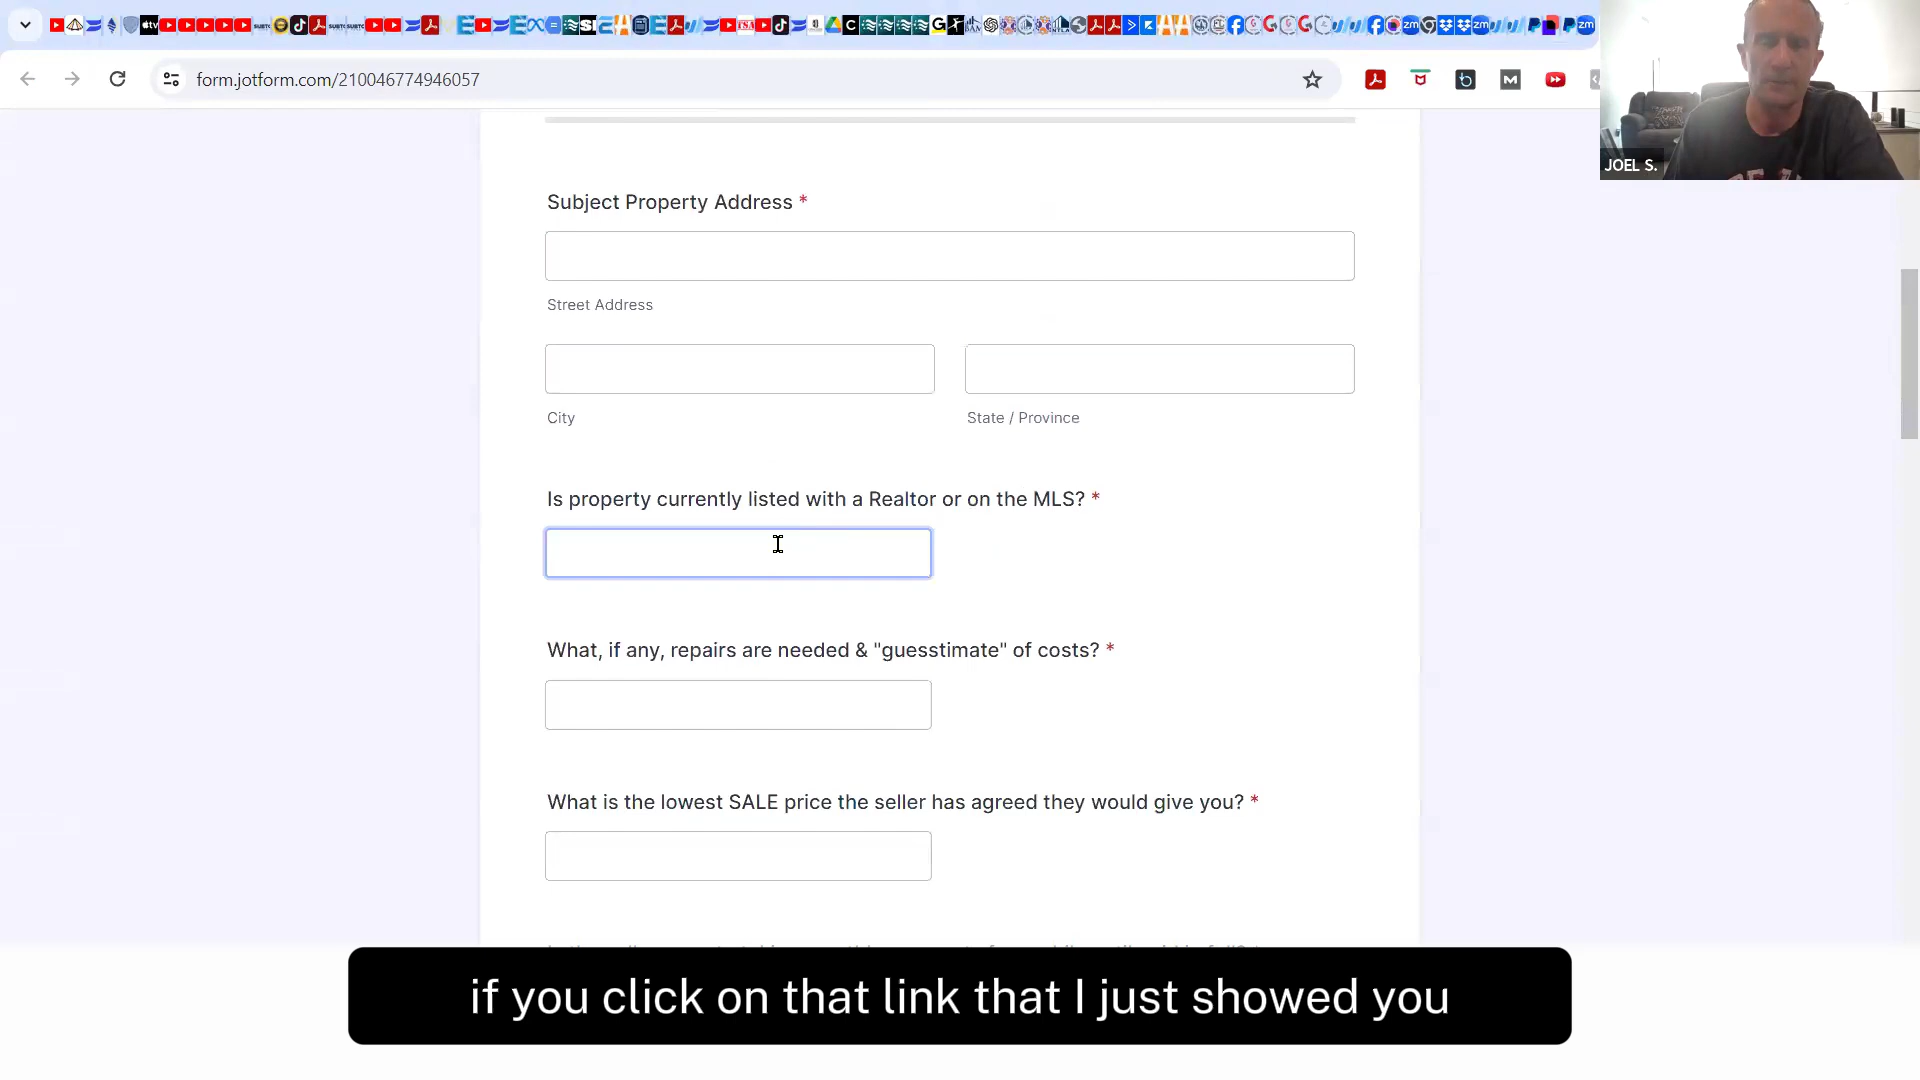 form.jotform.com/210046774946057
JOEL S.
Subject Property Address *
Street Address
City
State / Province
Is property currently listed with a Realtor or on the MLS? *
What, if any, repairs are needed & "guesstimate" of costs? *
What is the lowest SALE price the seller has agreed they would give you? *
if you click on that link that I just showed you